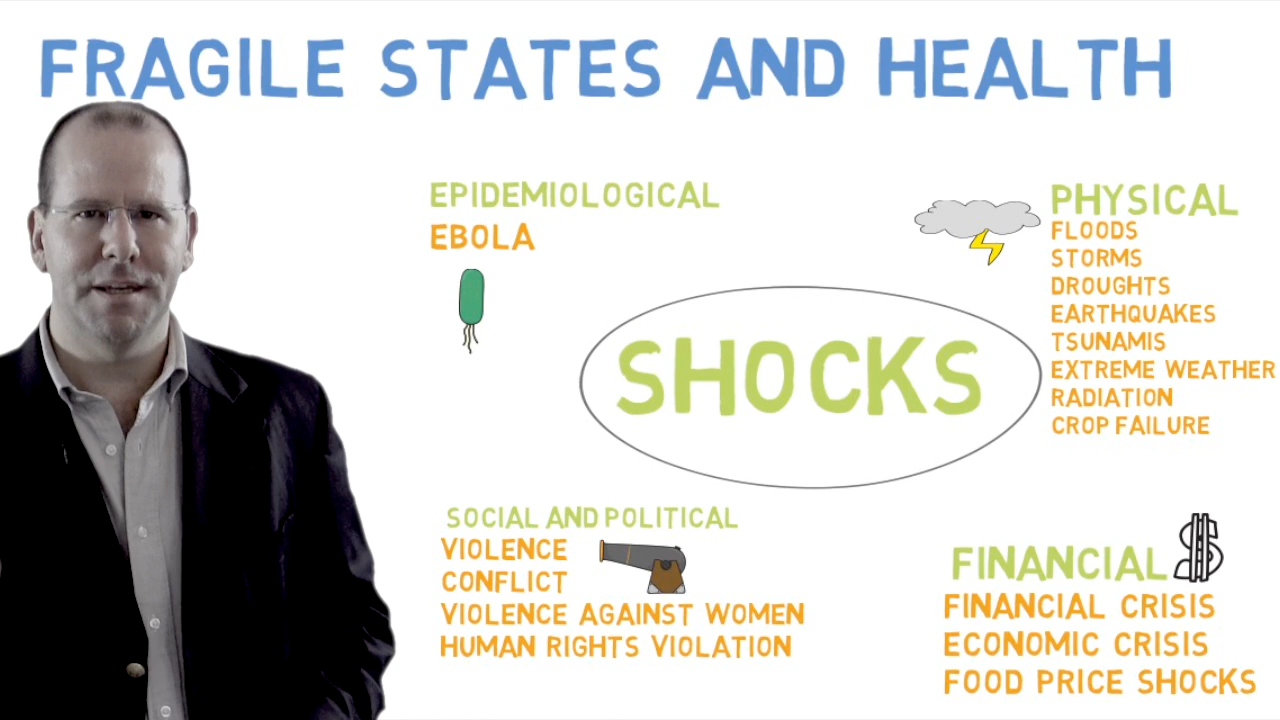 FRAGILE STATES AND HEALTH
EPIDEMIOLOGICAL
EBOLA
PHYSICAL
FLOODS
STORMS
DROUGHTS
EARTHQUAKES
TSUNAMIS
EXTREME WEATHER
RADIATION
CROP FAILURE
SHOCKS
SOCIAL AND POLITICAL
VIOLENCE
CONFLICT
VIOLENCE AGAINST WOMEN
HUMAN RIGHTS VIOLATION
FINANCIAL $
FINANCIAL CRISIS
ECONOMIC CRISIS
FOOD PRICE SHOCKS